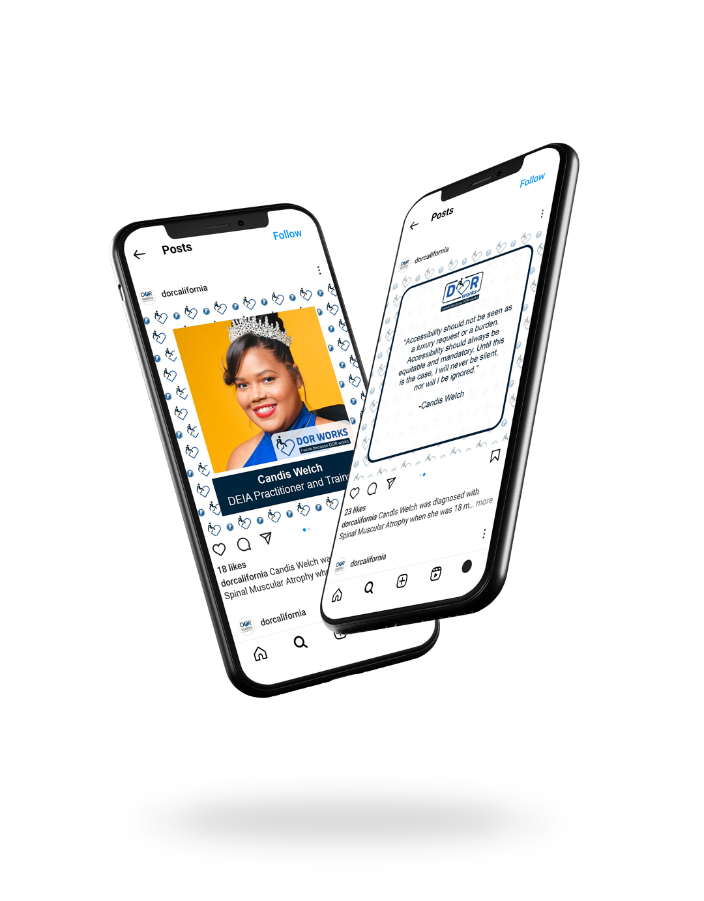 Posts
Follow
dorcalifornia
DOR WORKS
Candis Welch
DEIA Practitioner and Traine
18 likes
dorcalifornia Candis Welch wa
Spinal Muscular Atrophy wh
dorcalifornia
Posts
Follow
dorcalifornia
DOR
works
"Accessibility should not be seen as
a luxury request or a burden.
Accessibility should always be
equitable and mandatory. Until this
is the case, I will never be silent,
nor will I be ignored."
-Candis Welch
23 likes
dorcalifornia Candis Welch was diagnosed with
Spinal Muscular Atrophy when she was 18 m... more
dorcalifornia